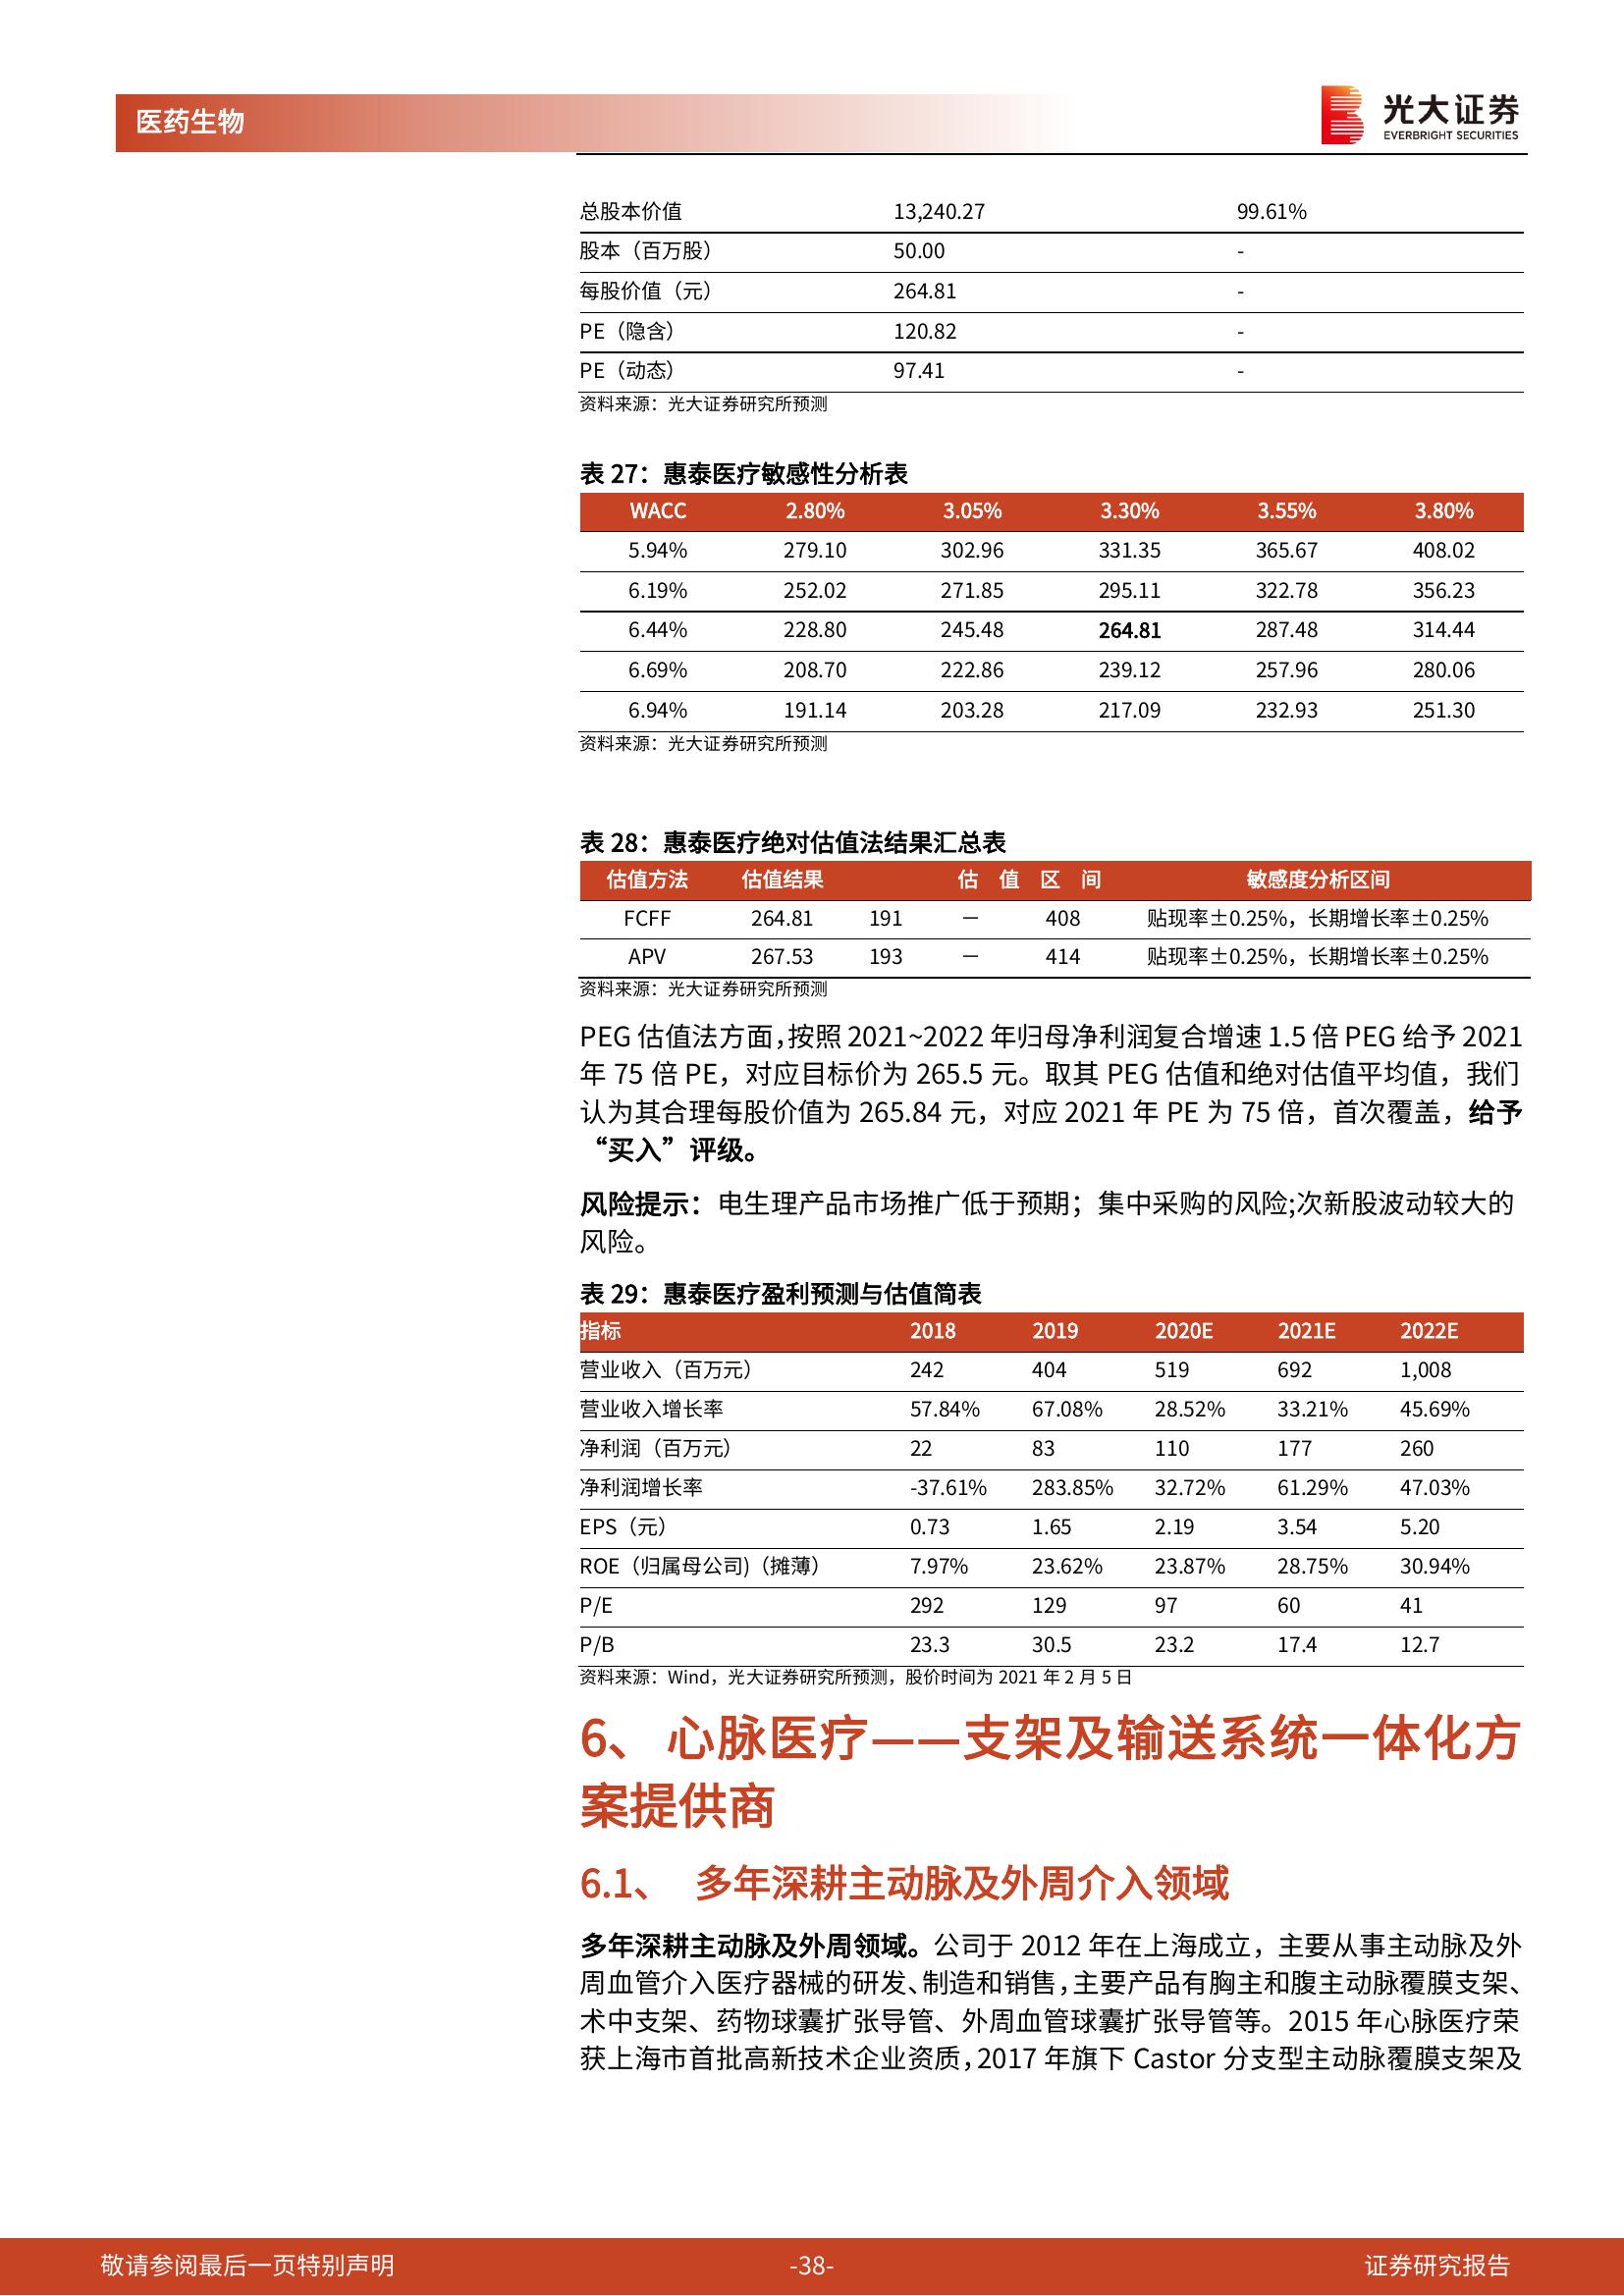 医药生物
光大证券
EVERBRIGHT SECURITIES
总股本价值 13,240.27 99.61%
股本（百万股） 50.00 -
每股价值（元） 264.81 -
PE（隐含） 120.82 -
PE（动态） 97.41 -
资料来源：光大证券研究所预测
表 27：惠泰医疗敏感性分析表
WACC 2.80% 3.05% 3.30% 3.55% 3.80%
5.94% 279.10 302.96 331.35 365.67 408.02
6.19% 252.02 271.85 295.11 322.78 356.23
6.44% 228.80 245.48 264.81 287.48 314.44
6.69% 208.70 222.86 239.12 257.96 280.06
6.94% 191.14 203.28 217.09 232.93 251.30
资料来源：光大证券研究所预测
表 28：惠泰医疗绝对估值法结果汇总表
估值方法 估值结果 估 值 区 间 敏感度分析区间
FCFF 264.81 191 — 408 贴现率±0.25%，长期增长率±0.25%
APV 267.53 193 — 414 贴现率±0.25%，长期增长率±0.25%
资料来源：光大证券研究所预测
PEG 估值法方面，按照 2021~2022 年归母净利润复合增速 1.5 倍 PEG 给予 2021
年 75 倍 PE，对应目标价为 265.5 元。取其 PEG 估值和绝对估值平均值，我们
认为其合理每股价值为 265.84 元，对应 2021 年 PE 为 75 倍，首次覆盖，给予
“买入”评级。
风险提示：电生理产品市场推广低于预期；集中采购的风险;次新股波动较大的
风险。
表 29：惠泰医疗盈利预测与估值简表
指标 2018 2019 2020E 2021E 2022E
营业收入（百万元） 242 404 519 692 1,008
营业收入增长率 57.84% 67.08% 28.52% 33.21% 45.69%
净利润（百万元） 22 83 110 177 260
净利润增长率 -37.61% 283.85% 32.72% 61.29% 47.03%
EPS（元） 0.73 1.65 2.19 3.54 5.20
ROE（归属母公司)（摊薄） 7.97% 23.62% 23.87% 28.75% 30.94%
P/E 292 129 97 60 41
P/B 23.3 30.5 23.2 17.4 12.7
资料来源：Wind，光大证券研究所预测，股价时间为 2021 年 2 月 5 日
6、 心脉医疗——支架及输送系统一体化方
案提供商
6.1、 多年深耕主动脉及外周介入领域
多年深耕主动脉及外周领域。公司于 2012 年在上海成立，主要从事主动脉及外
周血管介入医疗器械的研发、制造和销售，主要产品有胸主和腹主动脉覆膜支架、
术中支架、药物球囊扩张导管、外周血管球囊扩张导管等。2015 年心脉医疗荣
获上海市首批高新技术企业资质，2017 年旗下 Castor 分支型主动脉覆膜支架及
敬请参阅最后一页特别声明 -38- 证券研究报告